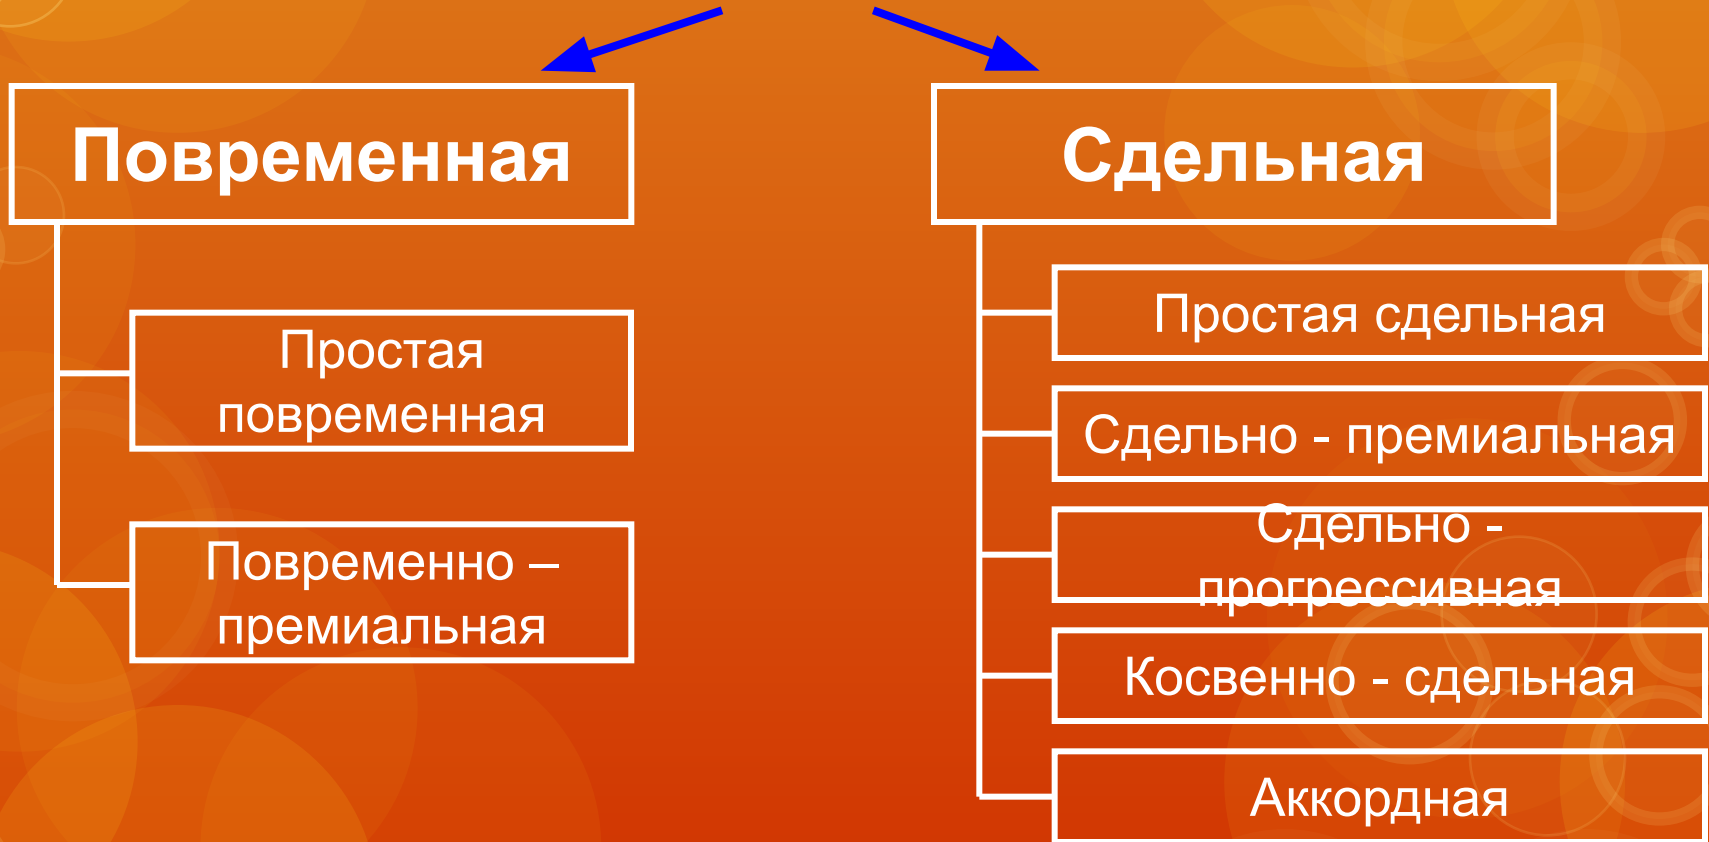 Повременная
Простая
повременная
Повременно –
премиальная
Сдельная
Простая сдельная
Сдельно - премиальная
Сдельно -
прогрессивная
Косвенно - сдельная
Аккордная